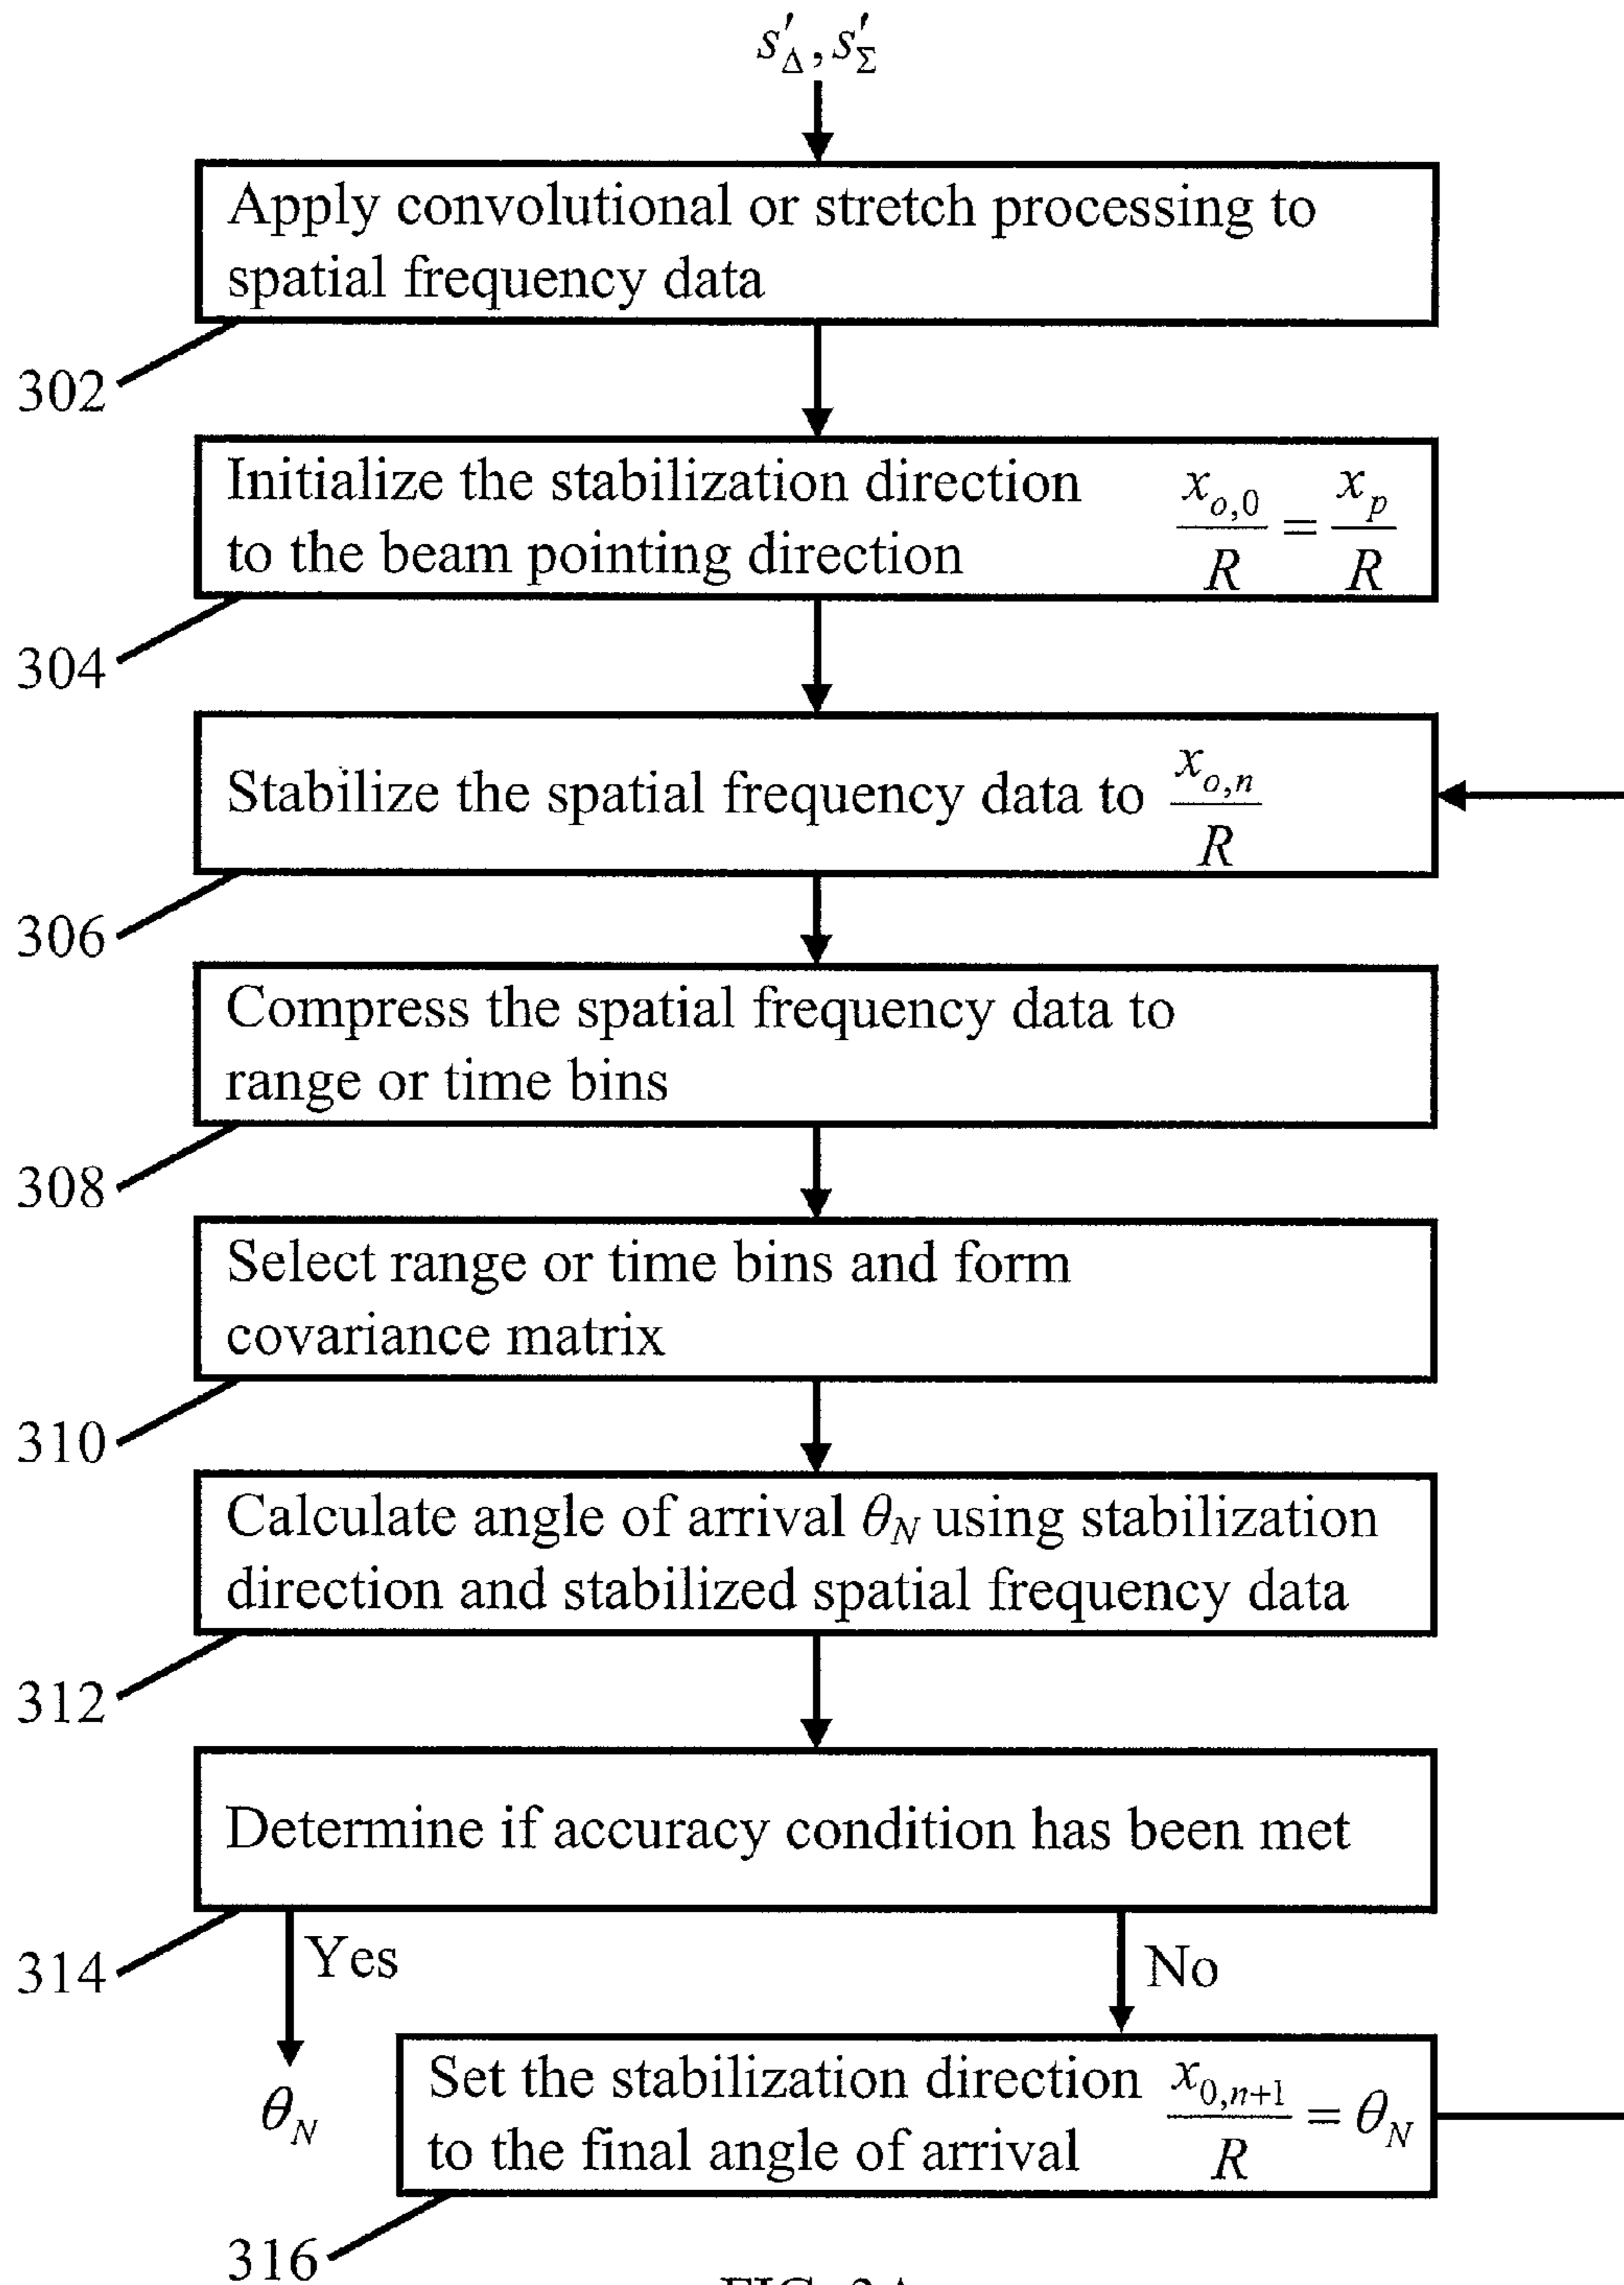 s′Δ, s′Σ
Apply convolutional or stretch processing to
spatial frequency data
302
Initialize the stabilization direction
to the beam pointing direction
x_{o,0}/R = x_p/R
304
Stabilize the spatial frequency data to x_{o,n}/R
306
Compress the spatial frequency data to
range or time bins
308
Select range or time bins and form
covariance matrix
310
Calculate angle of arrival θ_N using stabilization
direction and stabilized spatial frequency data
312
Determine if accuracy condition has been met
314
Yes
No
θ_N
Set the stabilization direction
to the final angle of arrival
x_{0,n+1}/R = θ_N
316